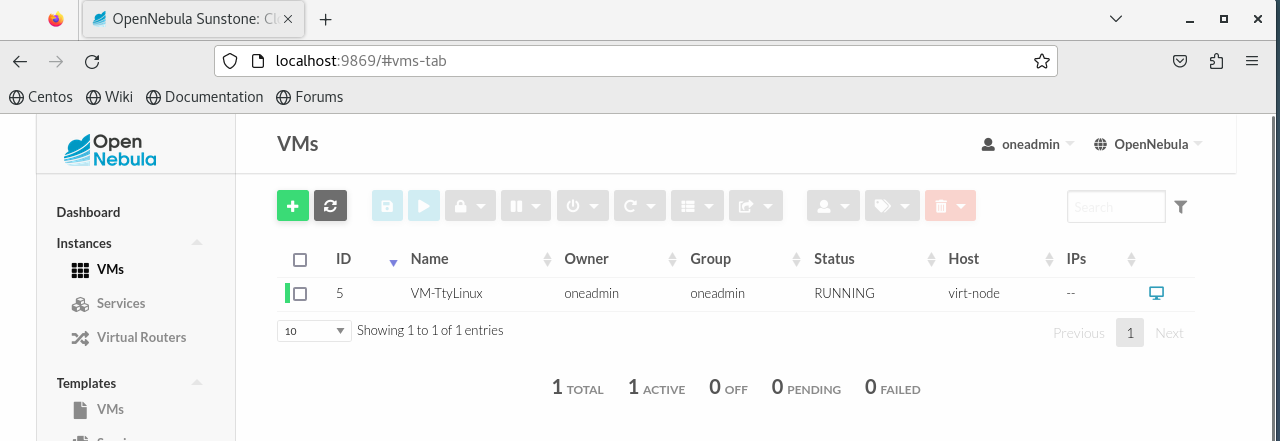 OpenNebula Sunstone: Cl
localhost:9869/#vms-tab
Centos Wiki Documentation Forums
Open
Nebula
VMs
oneadmin OpenNebula
Dashboard
Instances
VMs
Services
Virtual Routers
Templates
VMs
Search
ID Name Owner Group Status Host IPs
5 VM-TtyLinux oneadmin oneadmin RUNNING virt-node --
10 Showing 1 to 1 of 1 entries
Previous 1 Next
1 TOTAL 1 ACTIVE 0 OFF 0 PENDING 0 FAILED